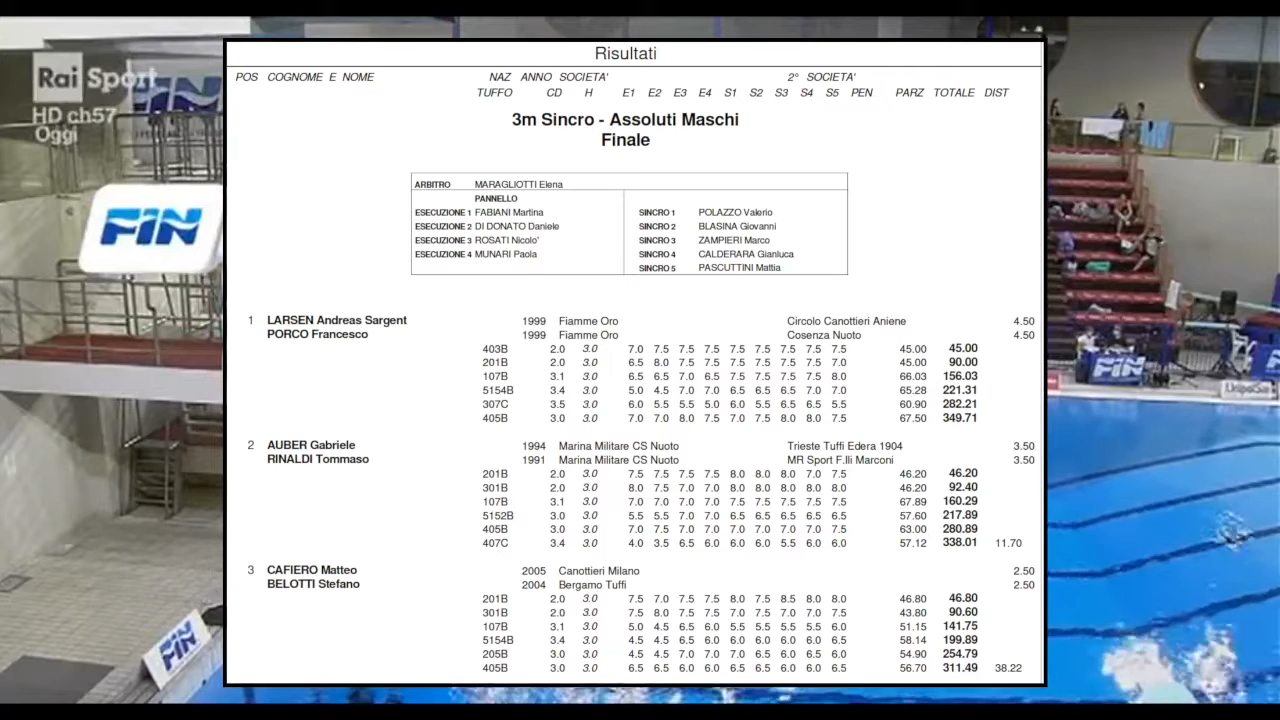 Rai Sport
HD ch57
Oggi
FiN
FiN
FiN
UnipolSai
Risultati
POS COGNOME E NOME NAZ ANNO SOCIETA' 2° SOCIETA'
TUFFO CD H E1 E2 E3 E4 S1 S2 S3 S4 S5 PEN PARZ TOTALE DIST
3m Sincro - Assoluti Maschi
Finale
ARBITRO MARAGLIOTTI Elena
PANNELLO
ESECUZIONE 1 FABIANI Martina SINCRO 1 POLAZZO Valerio
ESECUZIONE 2 DI DONATO Daniele SINCRO 2 BLASINA Giovanni
ESECUZIONE 3 ROSATI Nicolo' SINCRO 3 ZAMPIERI Marco
ESECUZIONE 4 MUNARI Paola SINCRO 4 CALDERARA Gianluca
SINCRO 5 PASCUTTINI Mattia
1 LARSEN Andreas Sargent 1999 Fiamme Oro Circolo Canottieri Aniene 4.50
PORCO Francesco 1999 Fiamme Oro Cosenza Nuoto 4.50
403B 2.0 3.0 7.0 7.5 7.5 7.5 7.5 7.5 7.5 7.5 7.5 45.00 45.00
201B 2.0 3.0 6.5 8.0 7.5 7.5 7.5 7.5 7.5 7.5 7.5 45.00 90.00
107B 3.1 3.0 6.5 6.5 7.0 6.5 7.5 7.5 7.5 7.5 8.0 66.03 156.03
5154B 3.4 3.0 5.0 4.5 7.0 7.0 6.5 6.5 6.5 7.0 7.0 65.28 221.31
307C 3.5 3.0 6.0 5.5 5.5 5.0 6.0 5.5 6.5 6.5 5.5 60.90 282.21
405B 3.0 3.0 7.0 7.0 8.0 7.5 7.0 7.5 8.0 8.0 7.5 67.50 349.71
2 AUBER Gabriele 1994 Marina Militare CS Nuoto Trieste Tuffi Edera 1904 3.50
RINALDI Tommaso 1991 Marina Militare CS Nuoto MR Sport F.lli Marconi 3.50
201B 2.0 3.0 7.5 7.5 7.5 7.5 8.0 8.0 8.0 7.0 7.5 46.20 46.20
301B 2.0 3.0 8.0 7.5 7.0 7.0 8.0 8.0 8.0 8.0 8.0 46.20 92.40
107B 3.1 3.0 7.0 7.0 7.0 7.0 7.5 7.5 7.5 7.5 7.5 67.89 160.29
5152B 3.0 3.0 5.5 5.5 7.0 7.0 6.5 6.5 6.5 6.5 6.5 57.60 217.89
405B 3.0 3.0 7.0 7.5 7.0 7.0 7.0 7.0 7.0 7.0 7.5 63.00 280.89
407C 3.4 3.0 4.0 3.5 6.5 6.0 6.0 6.0 5.5 6.0 6.0 57.12 338.01 11.70
3 CAFIERO Matteo 2005 Canottieri Milano 2.50
BELOTTI Stefano 2004 Bergamo Tuffi 2.50
201B 2.0 3.0 7.5 7.0 7.5 7.5 8.0 7.5 8.5 8.0 8.0 46.80 46.80
301B 2.0 3.0 7.5 8.0 7.5 7.5 7.0 7.5 7.0 7.0 7.5 43.80 90.60
107B 3.1 3.0 5.0 4.5 6.5 6.0 5.5 5.5 5.5 5.5 5.5 51.15 141.75
5154B 3.4 3.0 4.5 4.5 6.5 6.0 6.0 6.0 6.0 6.0 6.5 58.14 199.89
205B 3.0 3.0 4.5 4.5 7.0 6.0 6.5 6.5 6.0 6.0 6.0 54.90 254.79
405B 3.0 3.0 6.5 6.5 6.0 6.0 6.5 6.5 6.0 6.0 6.5 56.70 311.49 38.22